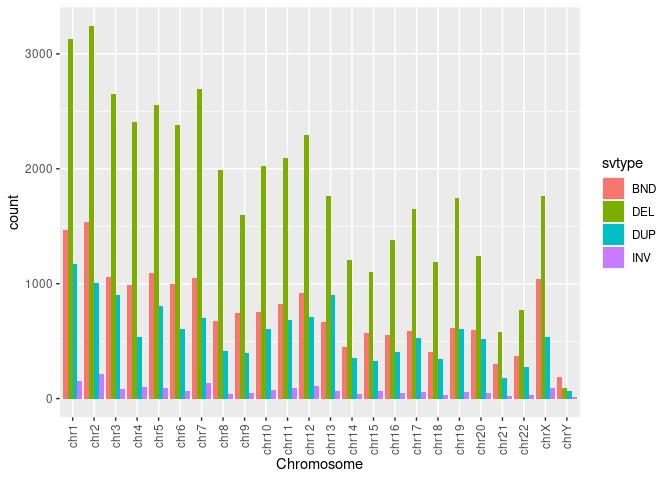 3000
2000
1000
0
count
chr1
chr2
chr3
chr4
chr5
chr6
chr7
chr8
chr9
chr10
chr11
chr12
chr13
chr14
chr15
chr16
chr17
chr18
chr19
chr20
chr21
chr22
chrX
chrY
Chromosome
svtype
BND
DEL
DUP
INV